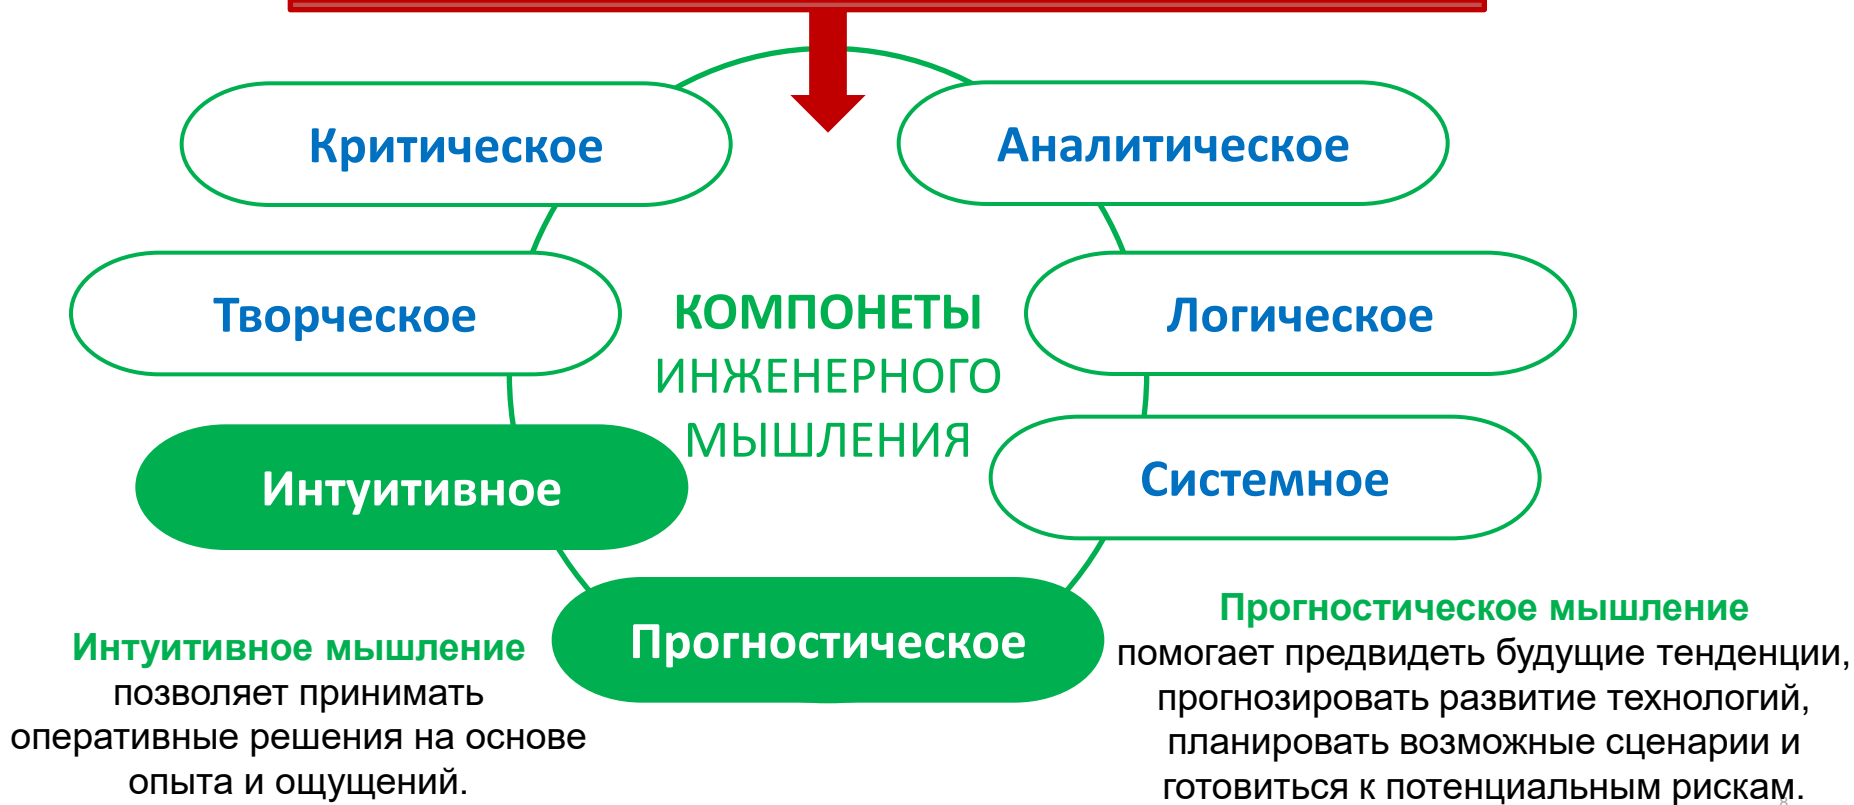 Критическое
Аналитическое
Творческое
КОМПОНЕТЫ
ИНЖЕНЕРНОГО
МЫШЛЕНИЯ
Логическое
Интуитивное
Системное
Прогностическое
Интуитивное мышление
позволяет принимать
оперативные решения на основе
опыта и ощущений.
Прогностическое мышление
помогает предвидеть будущие тенденции,
прогнозировать развитие технологий,
планировать возможные сценарии и
готовиться к потенциальным рискам.
8